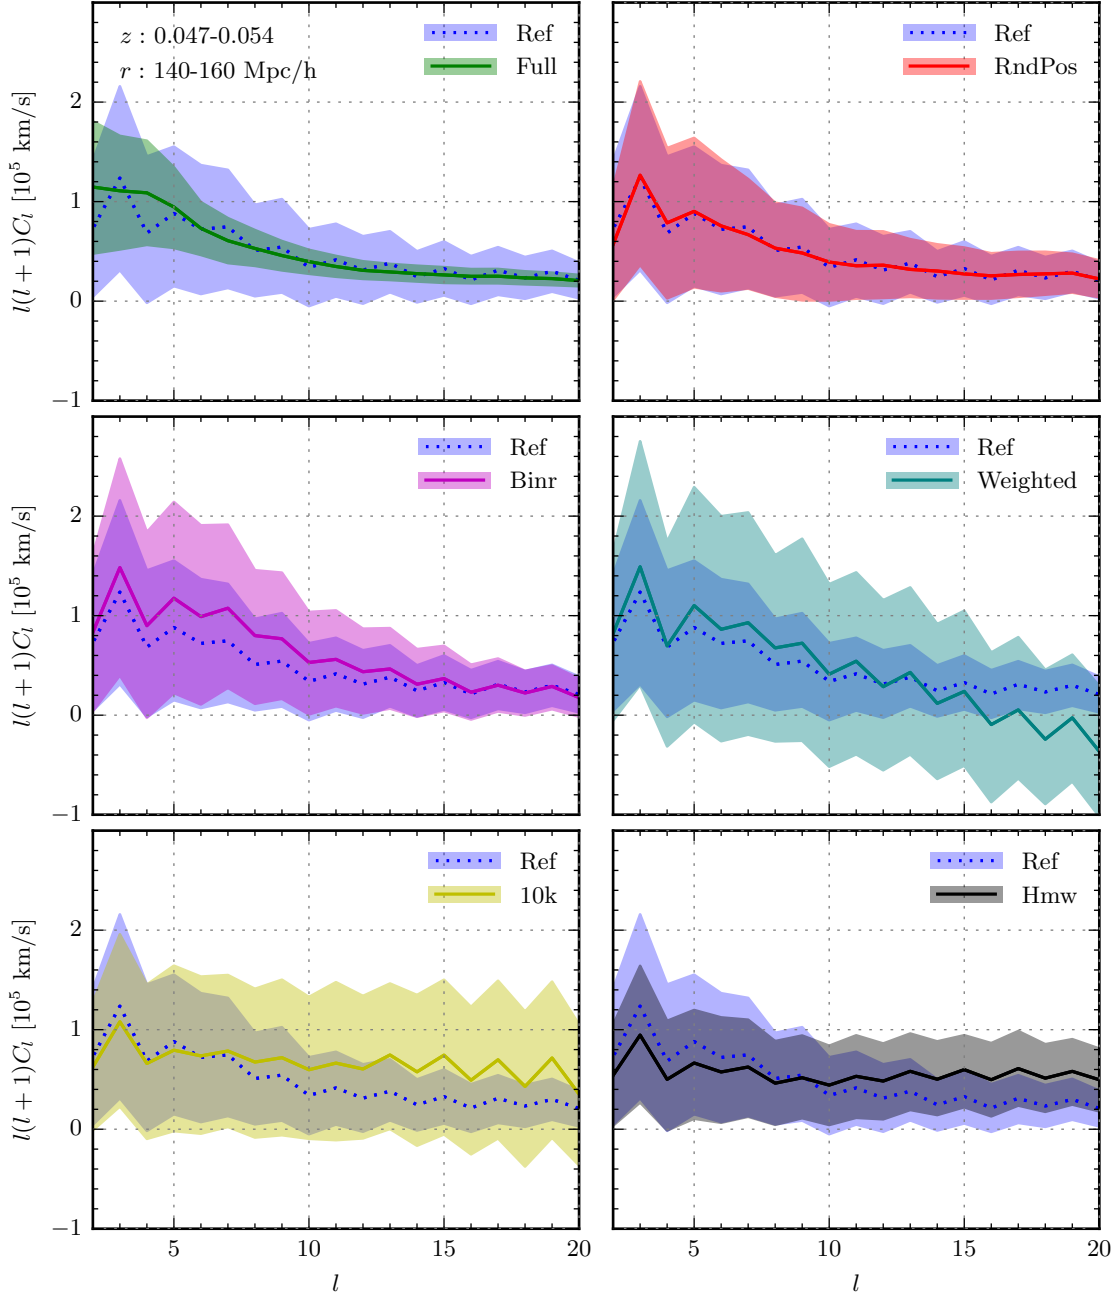 z : 0.047-0.054
r : 140-160 Mpc/h
Ref
Full
Ref
RndPos
2
1
0
−1
l(l + 1)C_l [10^5 km/s]
Ref
Binr
Ref
Weighted
2
1
0
−1
l(l + 1)C_l [10^5 km/s]
Ref
10k
Ref
Hmw
2
1
0
−1
l(l + 1)C_l [10^5 km/s]
5 10 15 20 5 10 15 20
l l